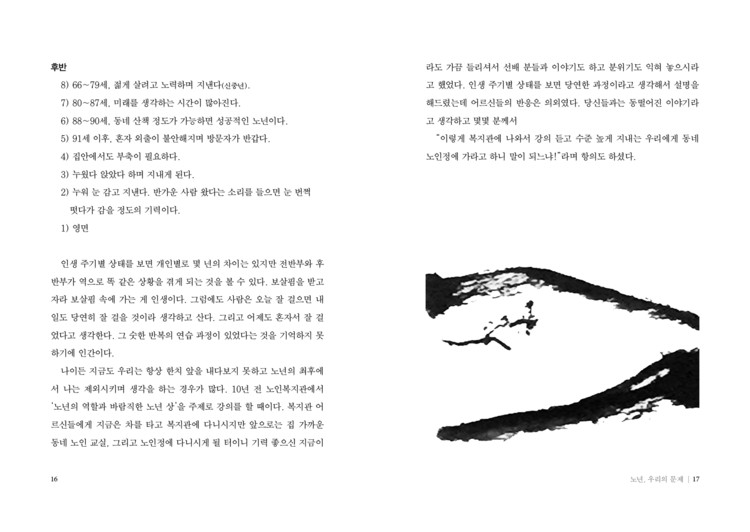 후반
8) 66~79세, 젊게 살려고 노력하며 지낸다(신중년).
7) 80~87세, 미래를 생각하는 시간이 많아진다.
6) 88~90세, 동네 산책 정도가 가능하면 성공적인 노년이다.
5) 91세 이후, 혼자 외출이 불안해지며 방문자가 반갑다.
4) 집안에서도 부축이 필요하다.
3) 누웠다 앉았다 하며 지내게 된다.
2) 누워 눈 감고 지낸다. 반가운 사람 왔다는 소리를 들으면 눈 번쩍
떴다가 감을 정도의 기력이다.
1) 영면
인생 주기별 상태를 보면 개인별로 몇 년의 차이는 있지만 전반부와 후
반부가 역으로 똑 같은 상황을 겪게 되는 것을 볼 수 있다. 보살핌을 받고
자라 보살핌 속에 가는 게 인생이다. 그럼에도 사람은 오늘 잘 걸으면 내
일도 당연히 잘 걸을 것이라 생각하고 산다. 그리고 어제도 혼자서 잘 걸
었다고 생각한다. 그 숫한 반복의 연습 과정이 있었다는 것을 기억하지 못
하기에 인간이다.
나이든 지금도 우리는 항상 한치 앞을 내다보지 못하고 노년의 최후에
서 나는 제외시키며 생각을 하는 경우가 많다. 10년 전 노인복지관에서
‘노년의 역할과 바람직한 노년 상’을 주제로 강의를 할 때이다. 복지관 어
르신들에게 지금은 차를 타고 복지관에 다니시지만 앞으로는 집 가까운
동네 노인 교실, 그리고 노인정에 다니시게 될 터이니 기력 좋으신 지금이
16
라도 가끔 들리셔서 선배 분들과 이야기도 하고 분위기도 익혀 놓으시라
고 했었다. 인생 주기별 상태를 보면 당연한 과정이라고 생각해서 설명을
해드렸는데 어르신들의 반응은 의외였다. 당신들과는 동떨어진 이야기라
고 생각하고 몇몇 분께서
“이렇게 복지관에 나와서 강의 듣고 수준 높게 지내는 우리에게 동네
노인정에 가라고 하니 말이 되느냐!”라며 항의도 하셨다.
노년, 우리의 문제 | 17